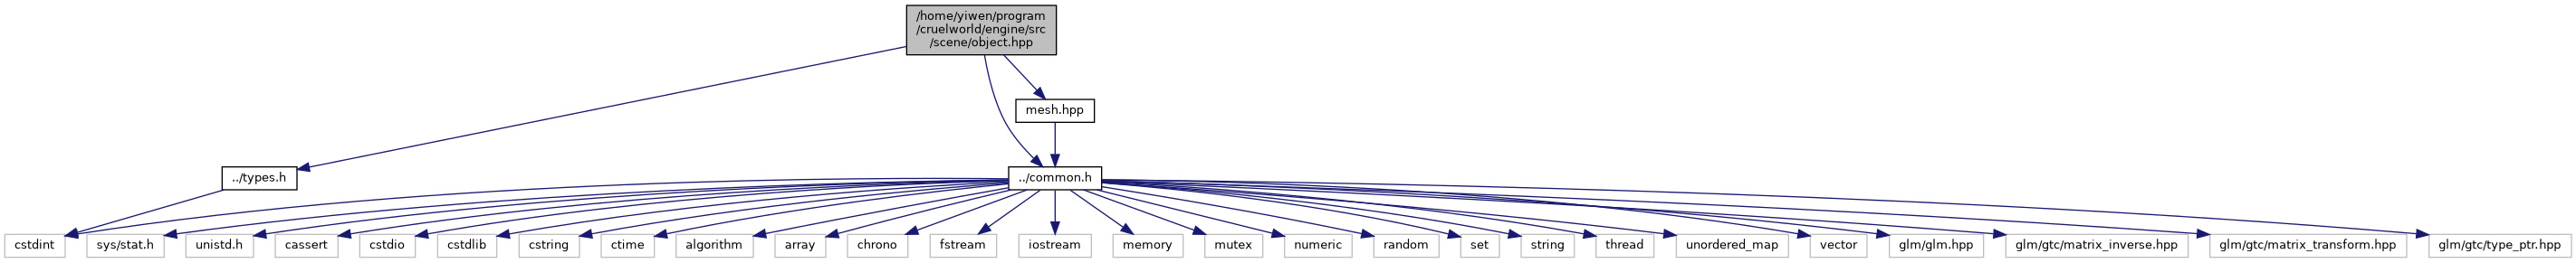 /home/yiwen/program
/cruelworld/engine/src
/scene/object.hpp
mesh.hpp
../types.h
../common.h
cstdint
sys/stat.h
unistd.h
cassert
cstdio
cstdlib
cstring
ctime
algorithm
array
chrono
fstream
iostream
memory
mutex
numeric
random
set
string
thread
unordered_map
vector
glm/glm.hpp
glm/gtc/matrix_inverse.hpp
glm/gtc/matrix_transform.hpp
glm/gtc/type_ptr.hpp